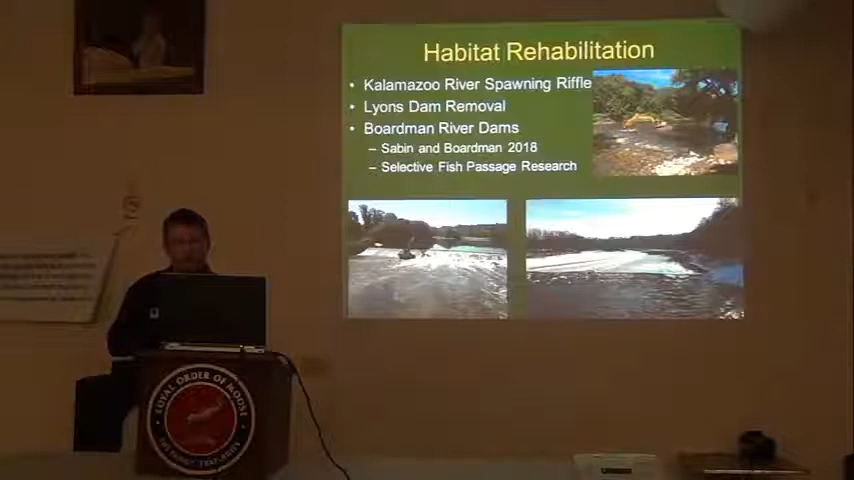 Habitat Rehabilitation
• Kalamazoo River Spawning Riffle
• Lyons Dam Removal
• Boardman River Dams
– Sabin and Boardman 2018
– Selective Fish Passage Research
LOYAL ORDER OF MOOSE